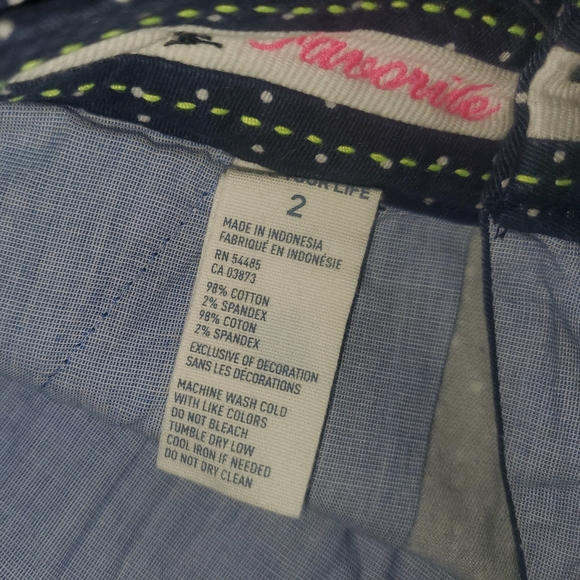 Favorite
YOUR LIFE
2
MADE IN INDONESIA
FABRIQUÉ EN INDONÉSIE
RN 54485
CA 03873
98% COTTON
2% SPANDEX
98% COTON
2% SPANDEX
EXCLUSIVE OF DECORATION
SANS LES DÉCORATIONS
MACHINE WASH COLD
WITH LIKE COLORS
DO NOT BLEACH
TUMBLE DRY LOW
COOL IRON IF NEEDED
DO NOT DRY CLEAN